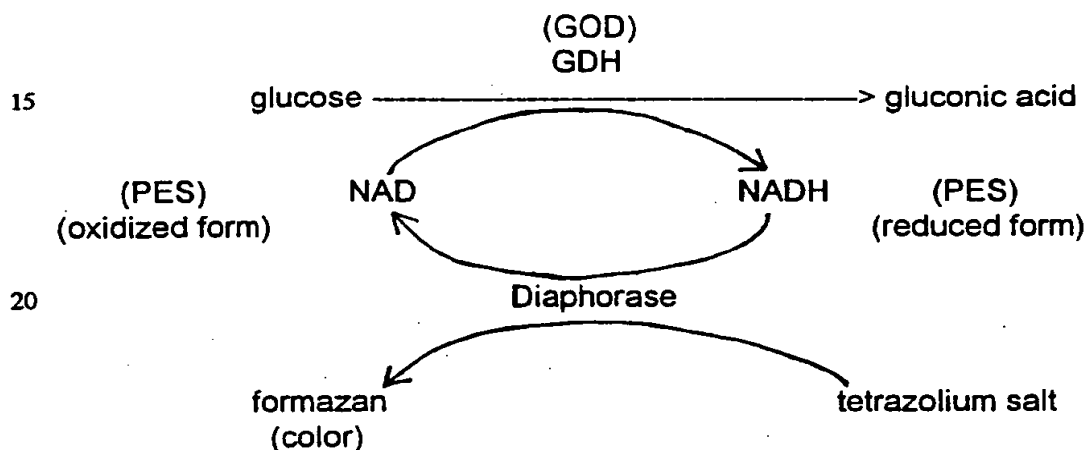 (GOD)
GDH
15 glucose > gluconic acid
(PES) NAD NADH (PES)
(oxidized form) (reduced form)
20 Diaphorase
formazan tetrazolium salt
(color)